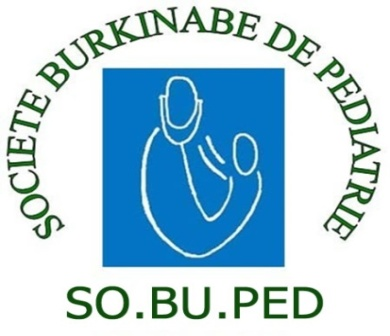 SOCIETE BURKINABE DE PEDIATRIE
SO.BU.PED